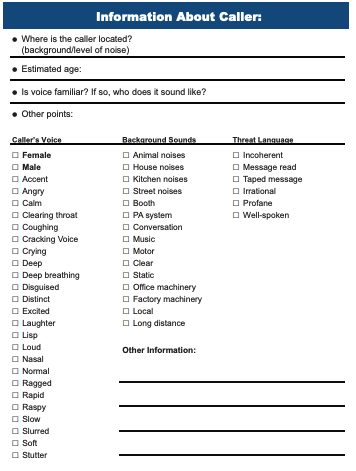 Information About Caller:
• Where is the caller located?
(background/level of noise)
• Estimated age:
• Is voice familiar? If so, who does it sound like?
• Other points:
Caller's Voice
☐ Female
☐ Male
☐ Accent
☐ Angry
☐ Calm
☐ Clearing throat
☐ Coughing
☐ Cracking Voice
☐ Crying
☐ Deep
☐ Deep breathing
☐ Disguised
☐ Distinct
☐ Excited
☐ Laughter
☐ Lisp
☐ Loud
☐ Nasal
☐ Normal
☐ Ragged
☐ Rapid
☐ Raspy
☐ Slow
☐ Slurred
☐ Soft
☐ Stutter
Background Sounds
☐ Animal noises
☐ House noises
☐ Kitchen noises
☐ Street noises
☐ Booth
☐ PA system
☐ Conversation
☐ Music
☐ Motor
☐ Clear
☐ Static
☐ Office machinery
☐ Factory machinery
☐ Local
☐ Long distance
Other Information:
Threat Language
☐ Incoherent
☐ Message read
☐ Taped message
☐ Irrational
☐ Profane
☐ Well-spoken